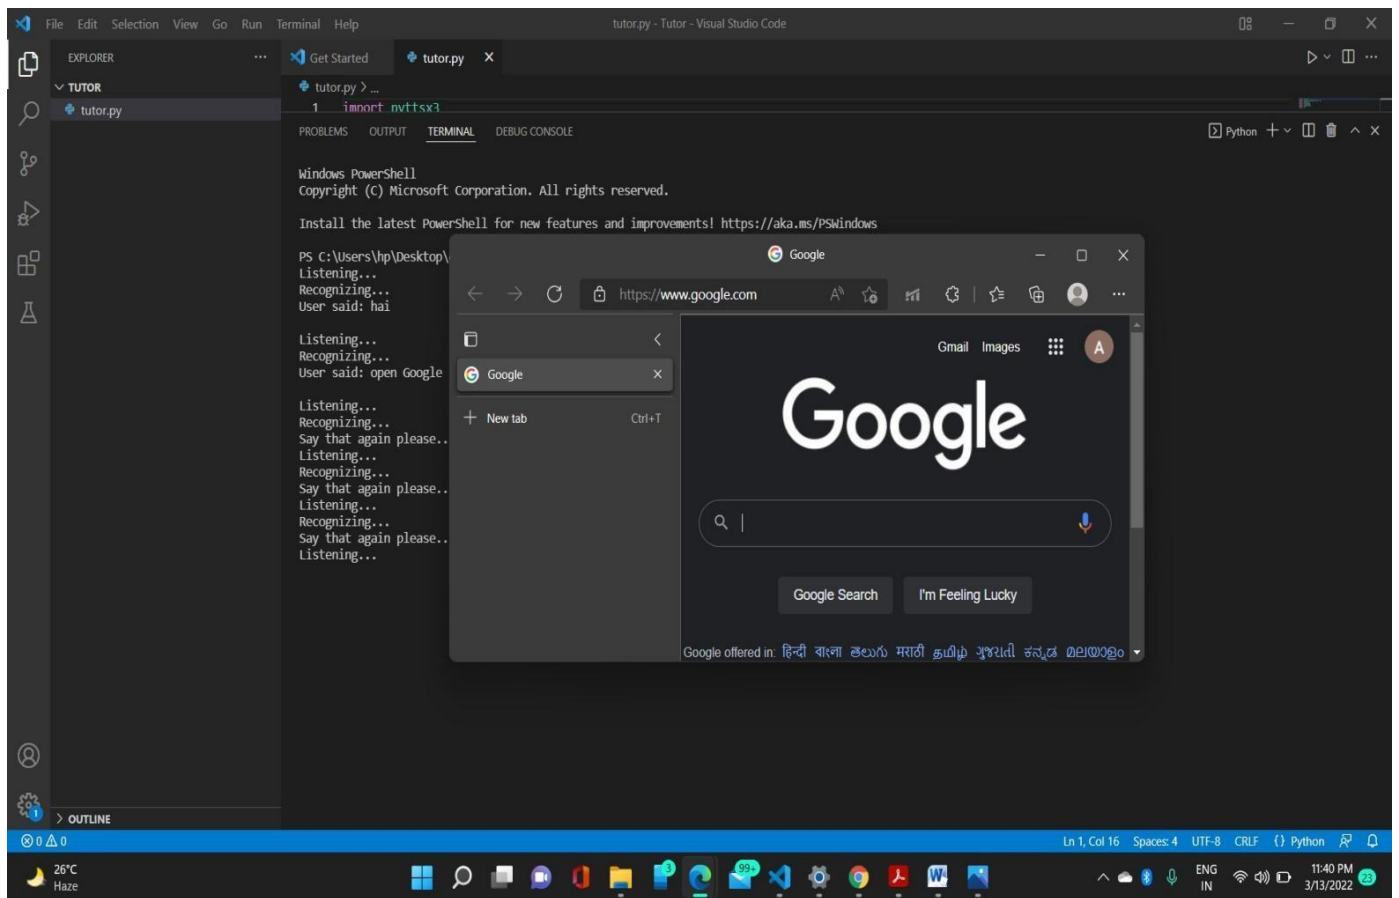 File Edit Selection View Go Run Terminal Help
tutor.py - Tutor - Visual Studio Code
EXPLORER
TUTOR
tutor.py
OUTLINE
Get Started
tutor.py
tutor.py > ...
1 import pyttsx3
PROBLEMS OUTPUT TERMINAL DEBUG CONSOLE
Python
Windows PowerShell
Copyright (C) Microsoft Corporation. All rights reserved.
Install the latest PowerShell for new features and improvements! https://aka.ms/PSWindows
PS C:\Users\hp\Desktop\
Listening...
Recognizing...
User said: hai
Listening...
Recognizing...
User said: open Google
Listening...
Recognizing...
Say that again please..
Listening...
Recognizing...
Say that again please..
Listening...
Recognizing...
Say that again please..
Listening...
Google
https://www.google.com
Google
New tab Ctrl+T
Gmail Images
A
Google
Google Search I'm Feeling Lucky
Google offered in: हिन्दी বাংলা తెలుగు मराठी தமிழ் ગુજરાતી ಕನ್ನಡ മലയാളം
1
0 0
Ln 1, Col 16 Spaces: 4 UTF-8 CRLF {} Python
26°C
Haze
3
99+
W
ENG
IN
11:40 PM
3/13/2022
23